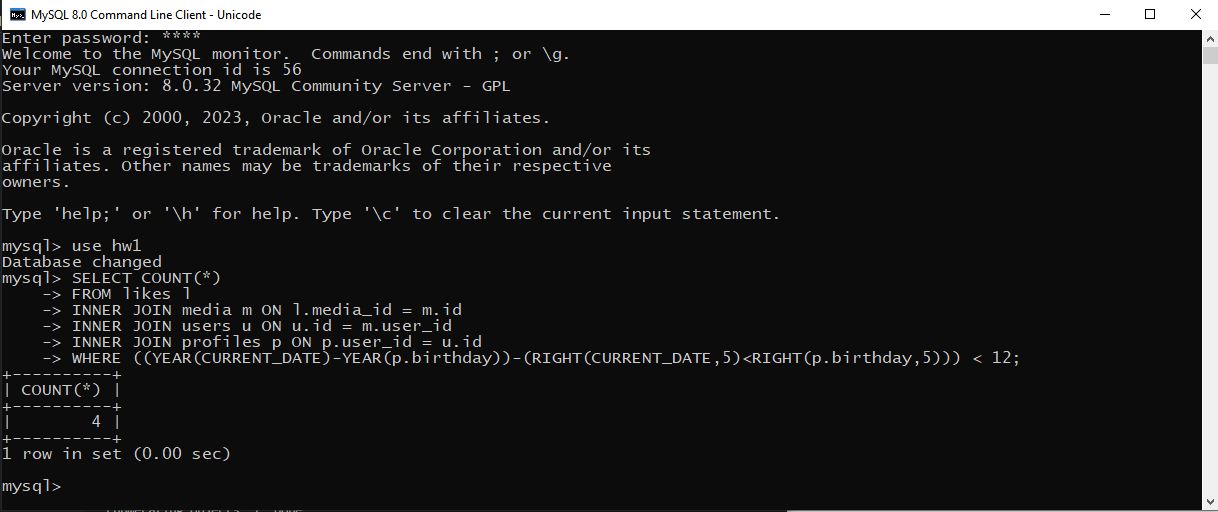 MySQL 8.0 Command Line Client - Unicode
Enter password: ****
Welcome to the MySQL monitor.  Commands end with ; or \g.
Your MySQL connection id is 56
Server version: 8.0.32 MySQL Community Server - GPL
Copyright (c) 2000, 2023, Oracle and/or its affiliates.
Oracle is a registered trademark of Oracle Corporation and/or its
affiliates. Other names may be trademarks of their respective
owners.
Type 'help;' or '\h' for help. Type '\c' to clear the current input statement.
mysql> use hw1
Database changed
mysql> SELECT COUNT(*)
    -> FROM likes l
    -> INNER JOIN media m ON l.media_id = m.id
    -> INNER JOIN users u ON u.id = m.user_id
    -> INNER JOIN profiles p ON p.user_id = u.id
    -> WHERE ((YEAR(CURRENT_DATE)-YEAR(p.birthday))-(RIGHT(CURRENT_DATE,5)<RIGHT(p.birthday,5))) < 12;
+----------+
| COUNT(*) |
+----------+
|        4 |
+----------+
1 row in set (0.00 sec)
mysql>